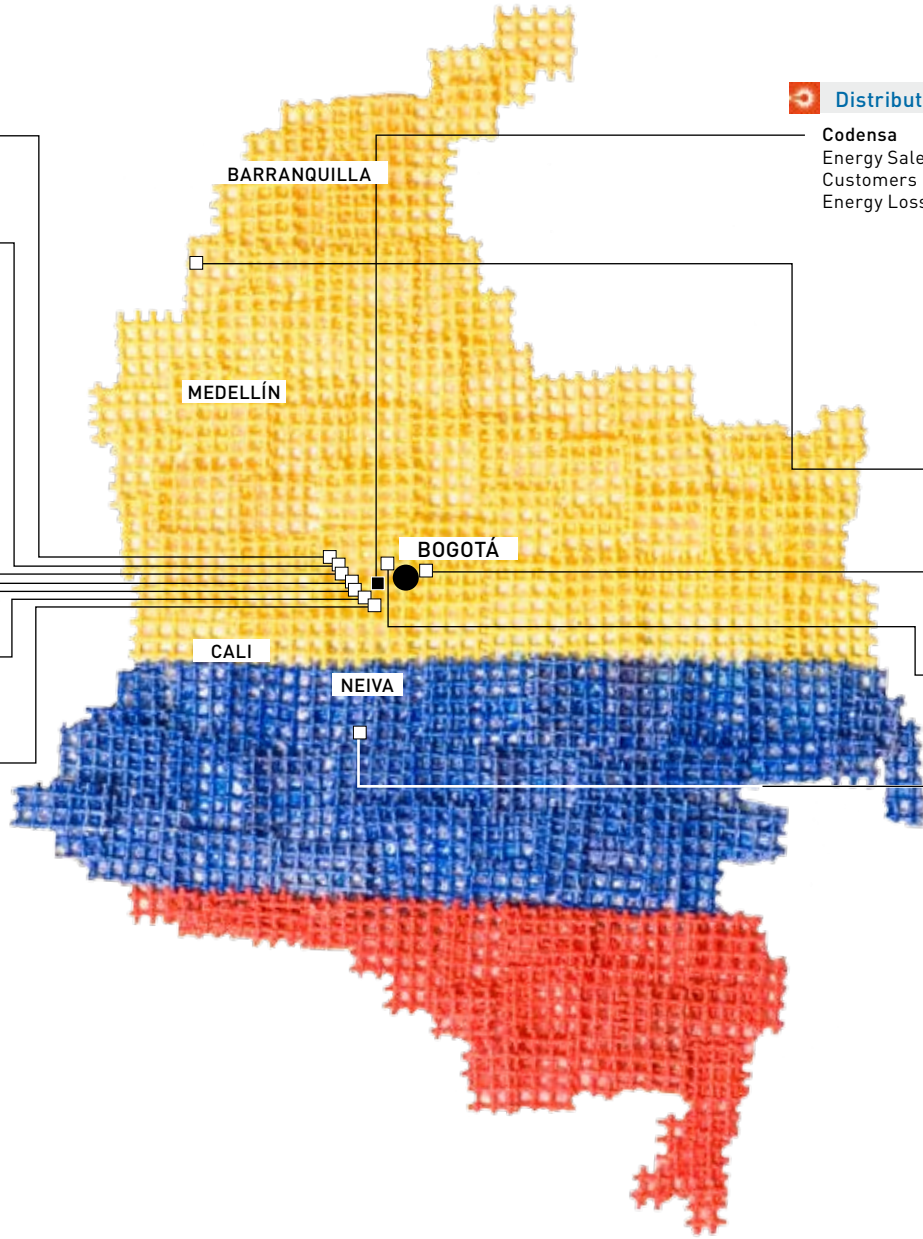 Distribut
Codensa
Energy Sale
Customers
Energy Loss
BARRANQUILLA
MEDELLÍN
BOGOTÁ
CALI
NEIVA